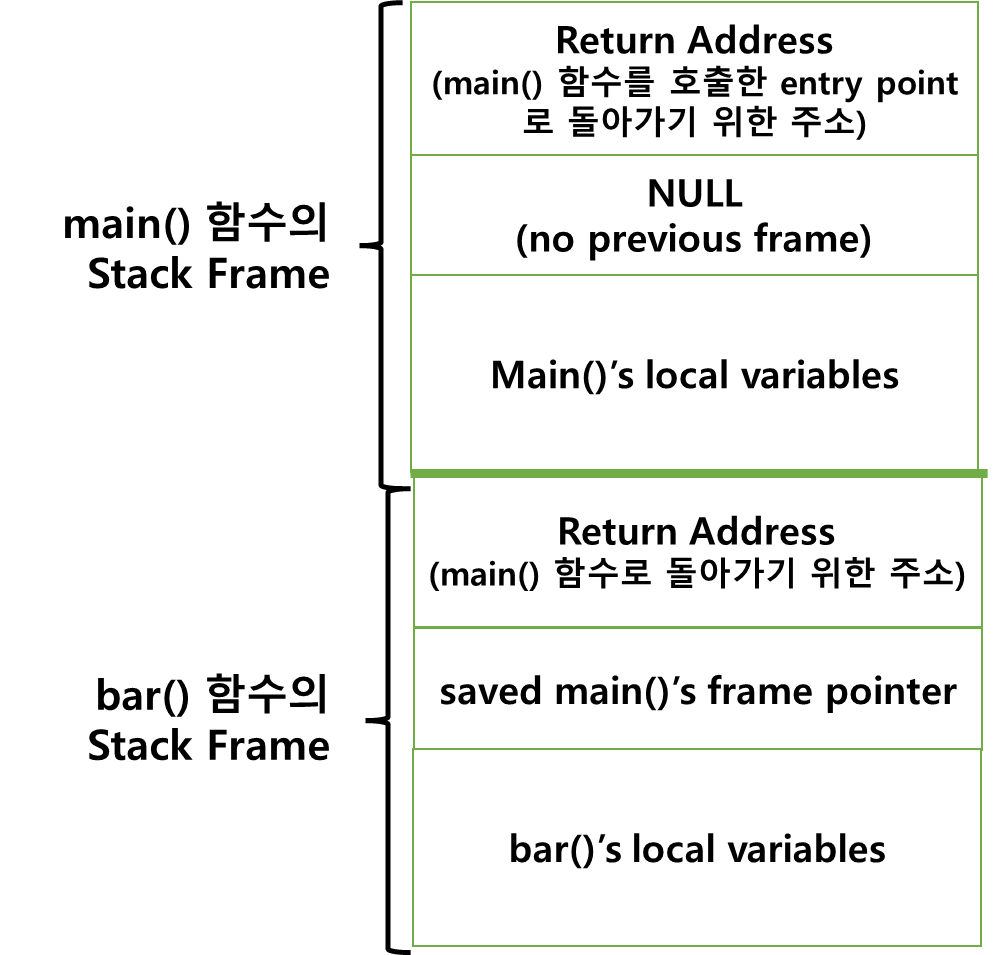 Return Address
(main() 함수를 호출한 entry point
로 돌아가기 위한 주소)
NULL
(no previous frame)
main() 함수의
Stack Frame
Main()’s local variables
Return Address
(main() 함수로 돌아가기 위한 주소)
saved main()’s frame pointer
bar() 함수의
Stack Frame
bar()’s local variables